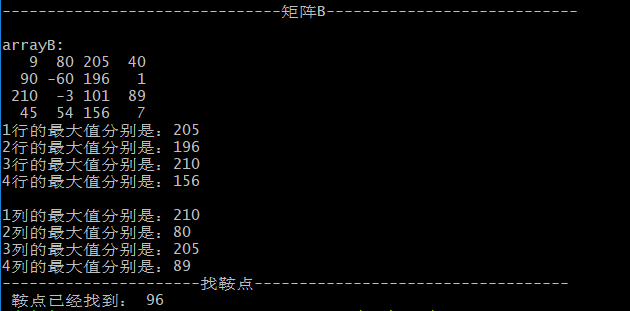 -----------------------------矩阵B--------------------------
arrayB:
   9  80 205  40
  90 -60 196   1
 210  -3 101  89
  45  54 156   7
1行的最大值分别是：205
2行的最大值分别是：196
3行的最大值分别是：210
4行的最大值分别是：156
1列的最大值分别是：210
2列的最大值分别是：80
3列的最大值分别是：205
4列的最大值分别是：89
---------------------找鞍点---------------------------------
 鞍点已经找到： 96